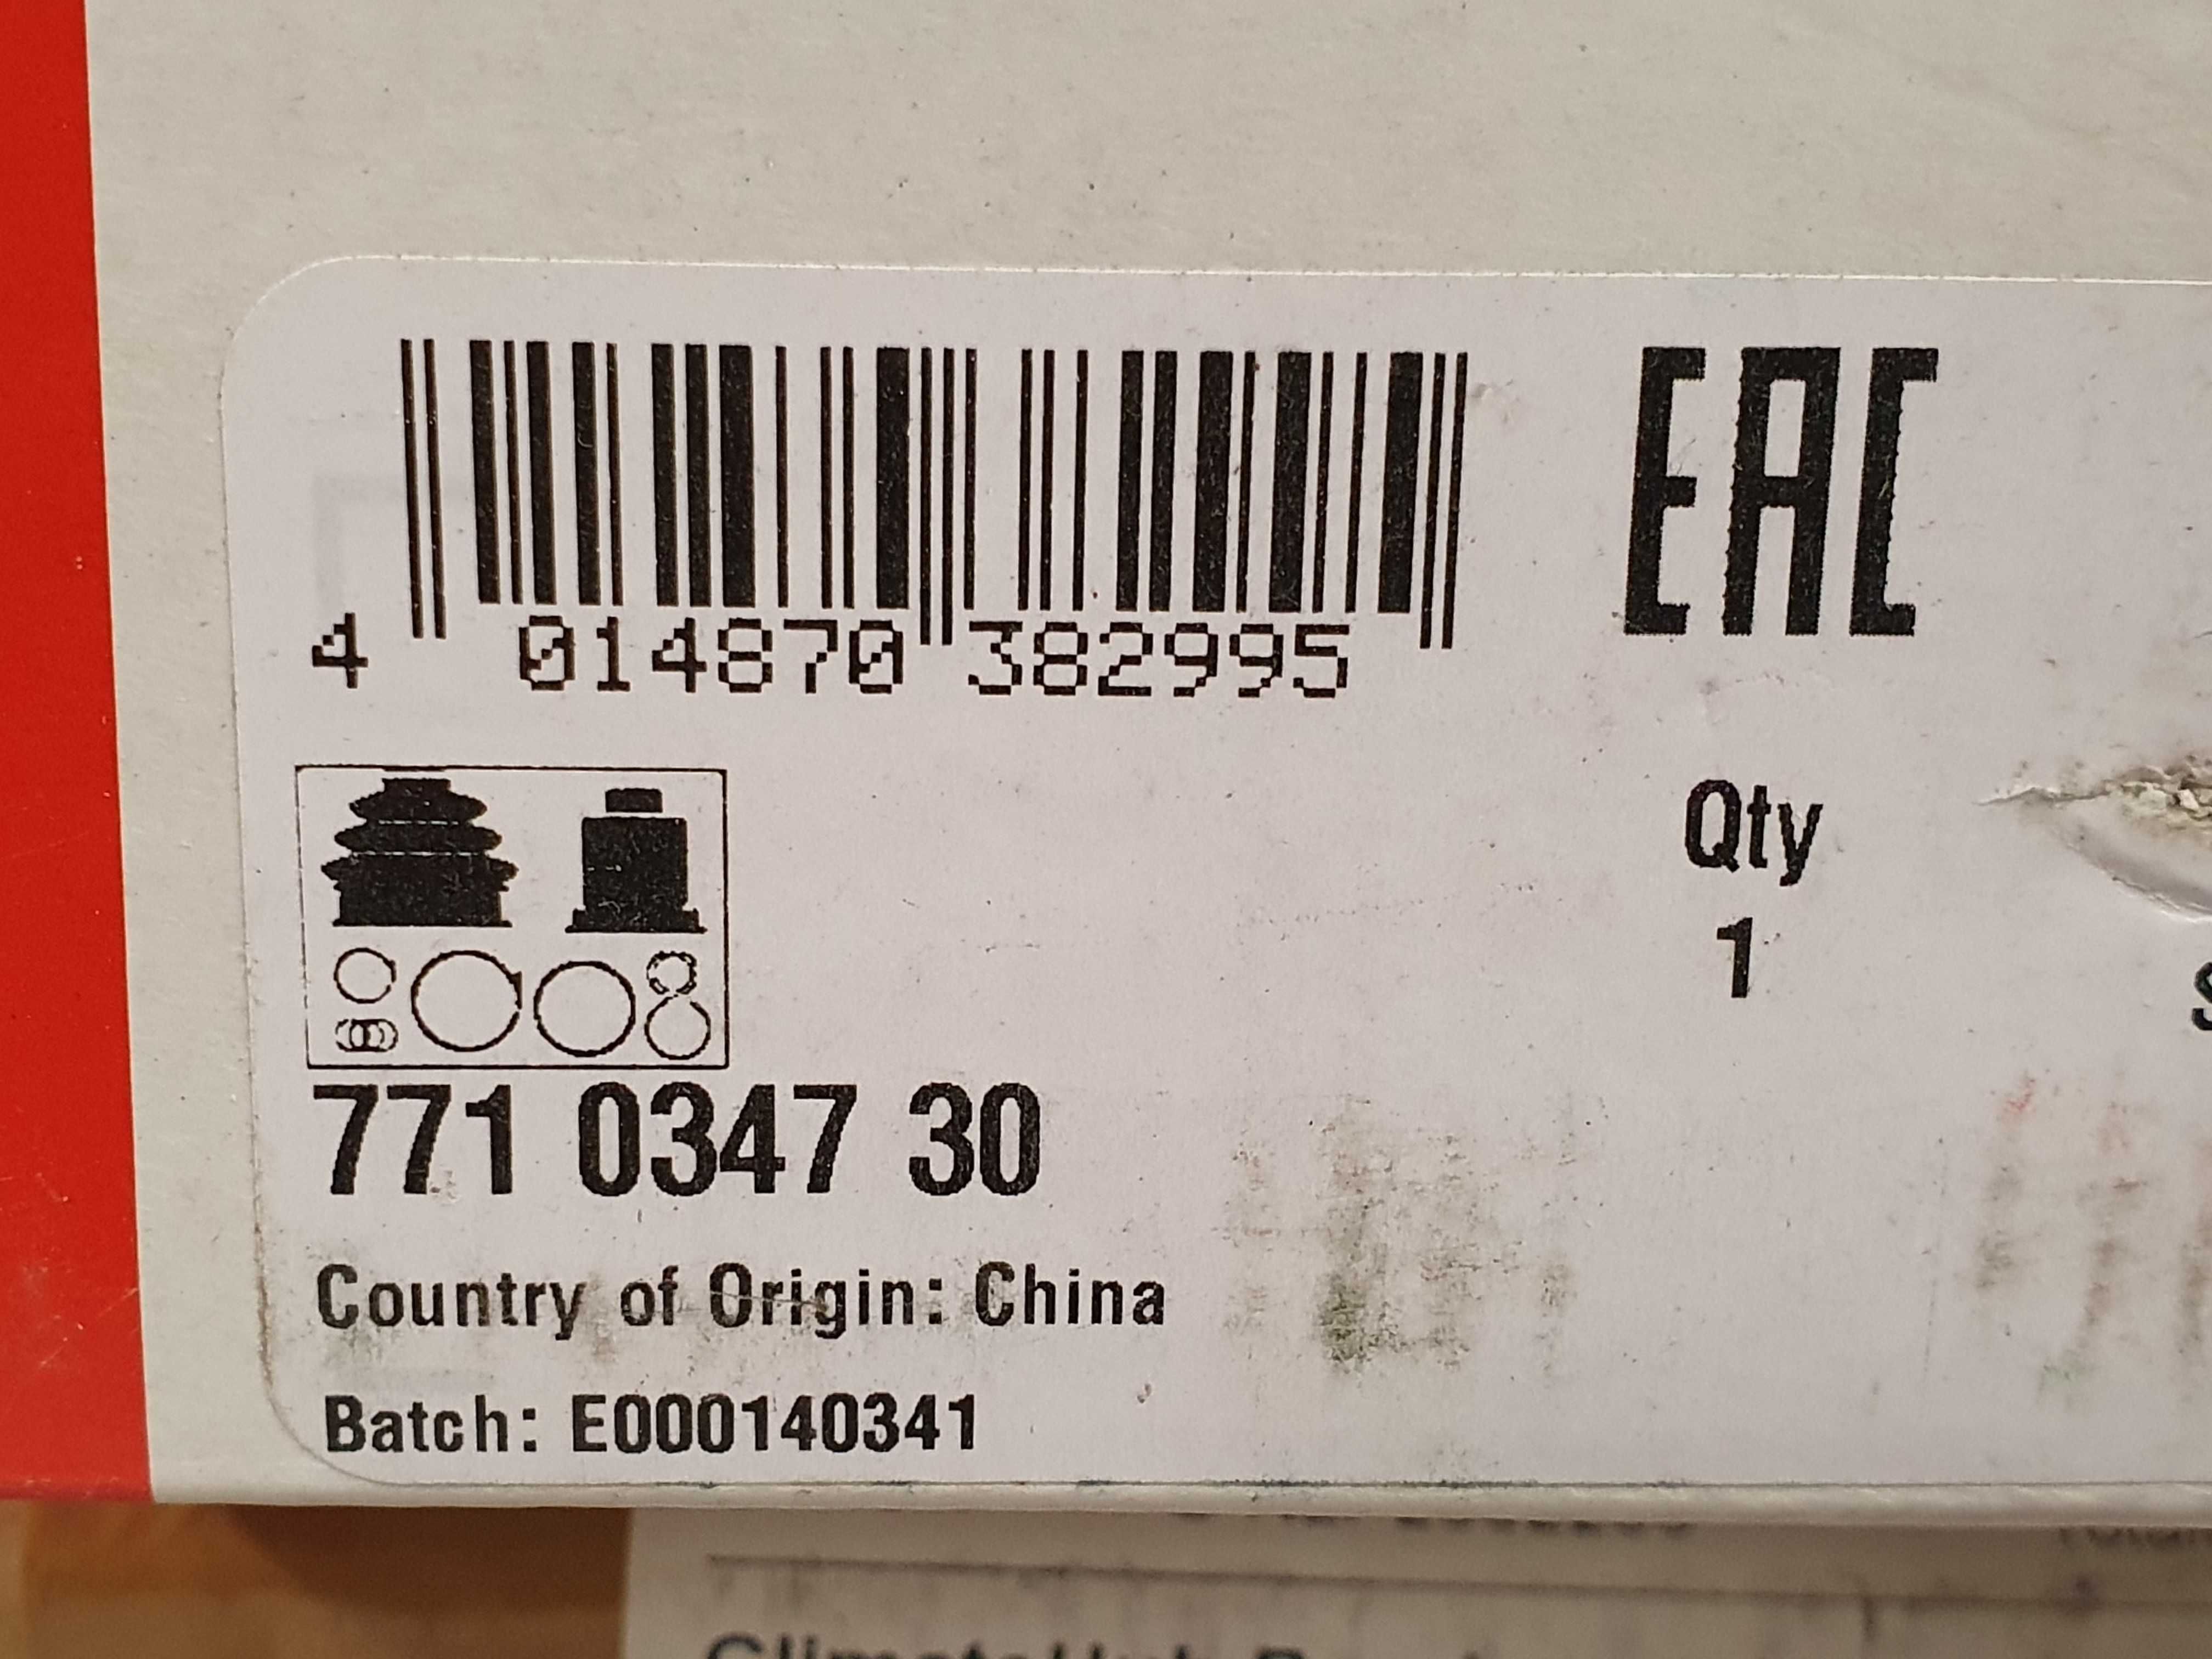 EAC
4 014870 382995
Qty
1
771 0347 30
Country of Origin: China
Batch: E000140341